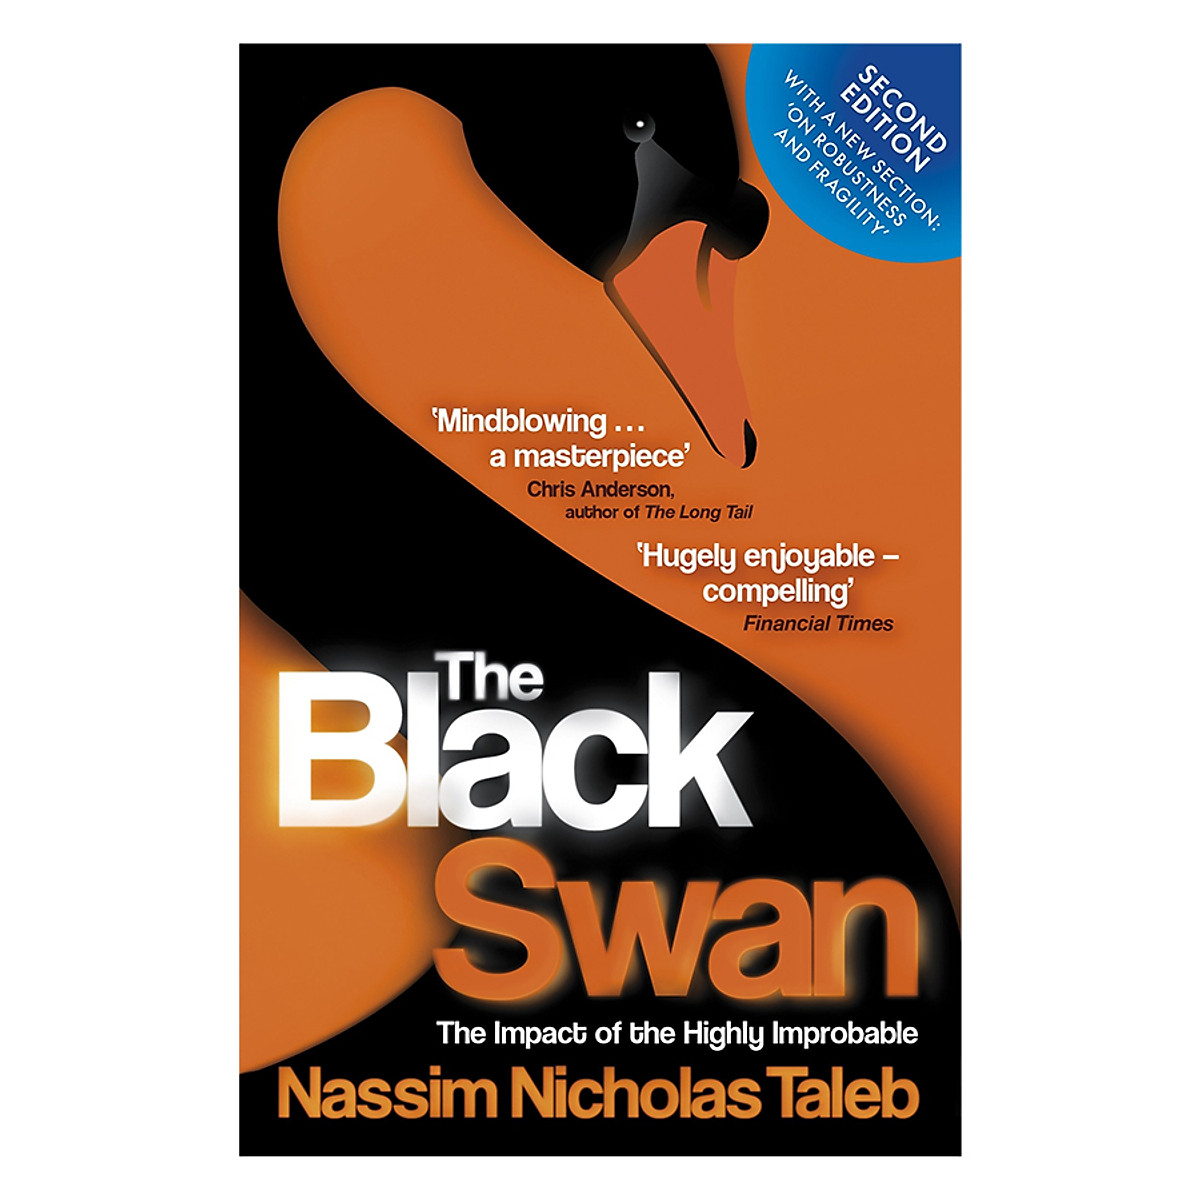 SECOND
EDITION
WITH A NEW SECTION:
‘ON ROBUSTNESS
AND FRAGILITY’
‘Mindblowing ...
a masterpiece’
Chris Anderson,
author of The Long Tail
‘Hugely enjoyable –
compelling’
Financial Times
The
Black
Swan
The Impact of the Highly Improbable
Nassim Nicholas Taleb